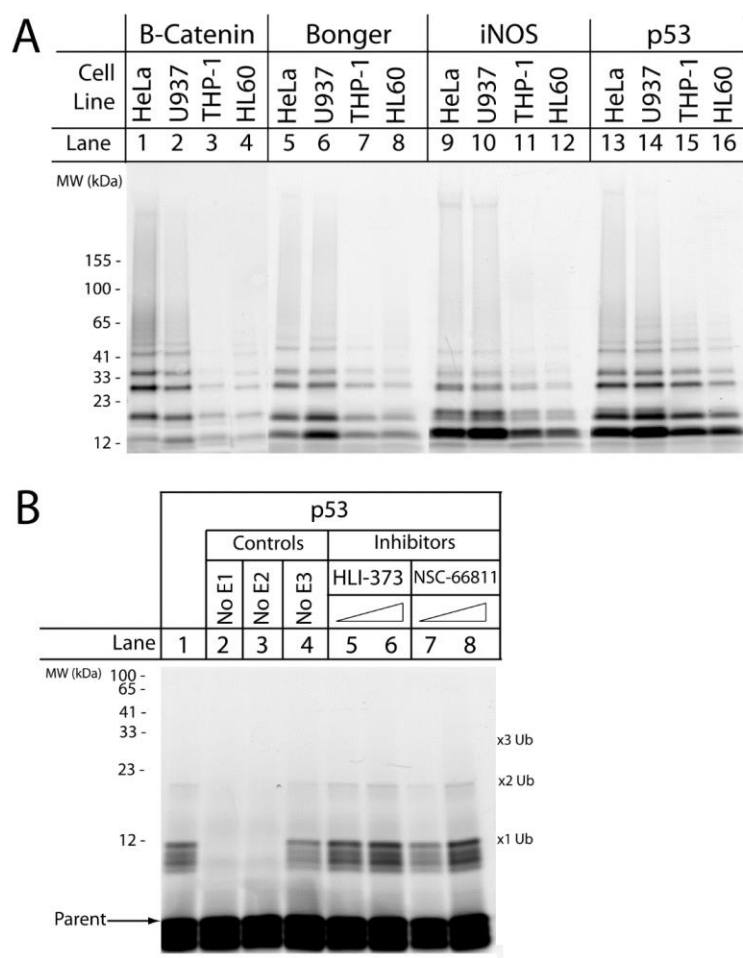 A
B-Catenin Bonger iNOS p53
Cell Line HeLa U937 THP-1 HL60 HeLa U937 THP-1 HL60 HeLa U937 THP-1 HL60 HeLa U937 THP-1 HL60
Lane 1 2 3 4 5 6 7 8 9 10 11 12 13 14 15 16
MW (kDa)
155 -
100 -
65 -
41 -
33 -
23 -
12 -
B
p53
Controls Inhibitors
No E1 No E2 No E3 HLI-373 NSC-66811
Lane 1 2 3 4 5 6 7 8
MW (kDa) 100 -
65 -
41 -
33 -
x3 Ub
23 -
x2 Ub
12 -
x1 Ub
Parent